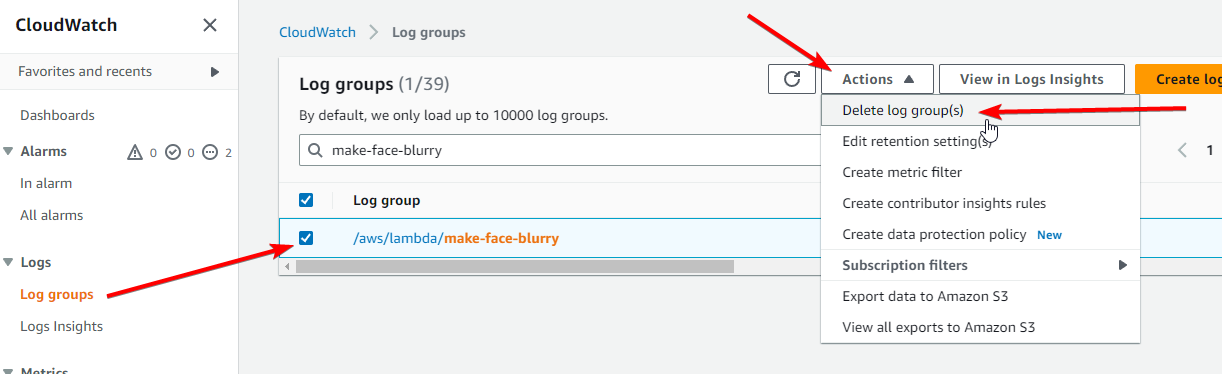 CloudWatch
Favorites and recents
Dashboards
Alarms 0 0 2
In alarm
All alarms
Logs
Log groups
Logs Insights
Metrics
CloudWatch > Log groups
Log groups (1/39)
Actions
View in Logs Insights
Create log
By default, we only load up to 10000 log groups.
make-face-blurry
1
Log group
/aws/lambda/make-face-blurry
Delete log group(s)
Edit retention setting(s)
Create metric filter
Create contributor insights rules
Create data protection policy New
Subscription filters
Export data to Amazon S3
View all exports to Amazon S3